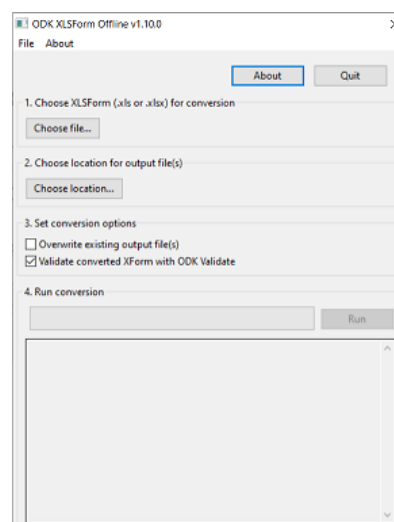 ODK XLSForm Offline v1.10.0
File About
About Quit
1. Choose XLSForm (.xls or .xlsx) for conversion
Choose file...
2. Choose location for output file(s)
Choose location...
3. Set conversion options
Overwrite existing output file(s)
Validate converted XForm with ODK Validate
4. Run conversion
Run